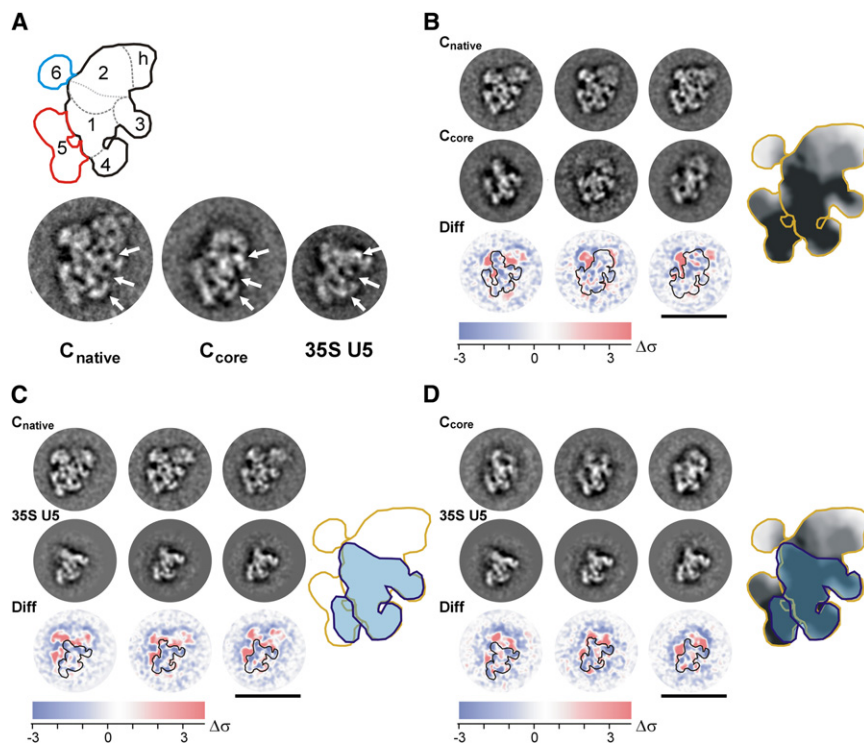 A
6
2
h
1
3
5
4
Cnative
Ccore
35S U5
B
Cnative
Ccore
Diff
-3 0 3 Δσ
C
Cnative
35S U5
Diff
-3 0 3 Δσ
D
Ccore
35S U5
Diff
-3 0 3 Δσ